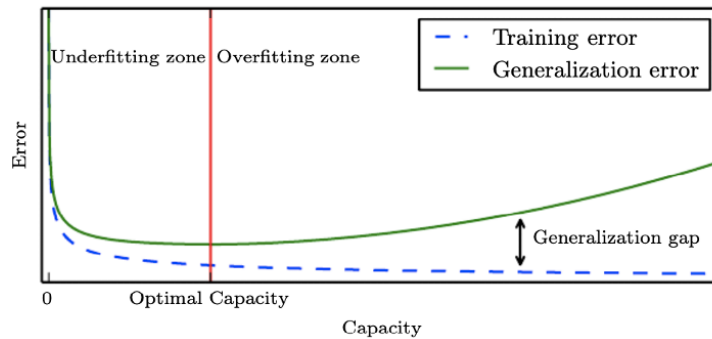 Training error
Generalization error
Underfitting zone
Overfitting zone
Error
Generalization gap
0
Optimal Capacity
Capacity